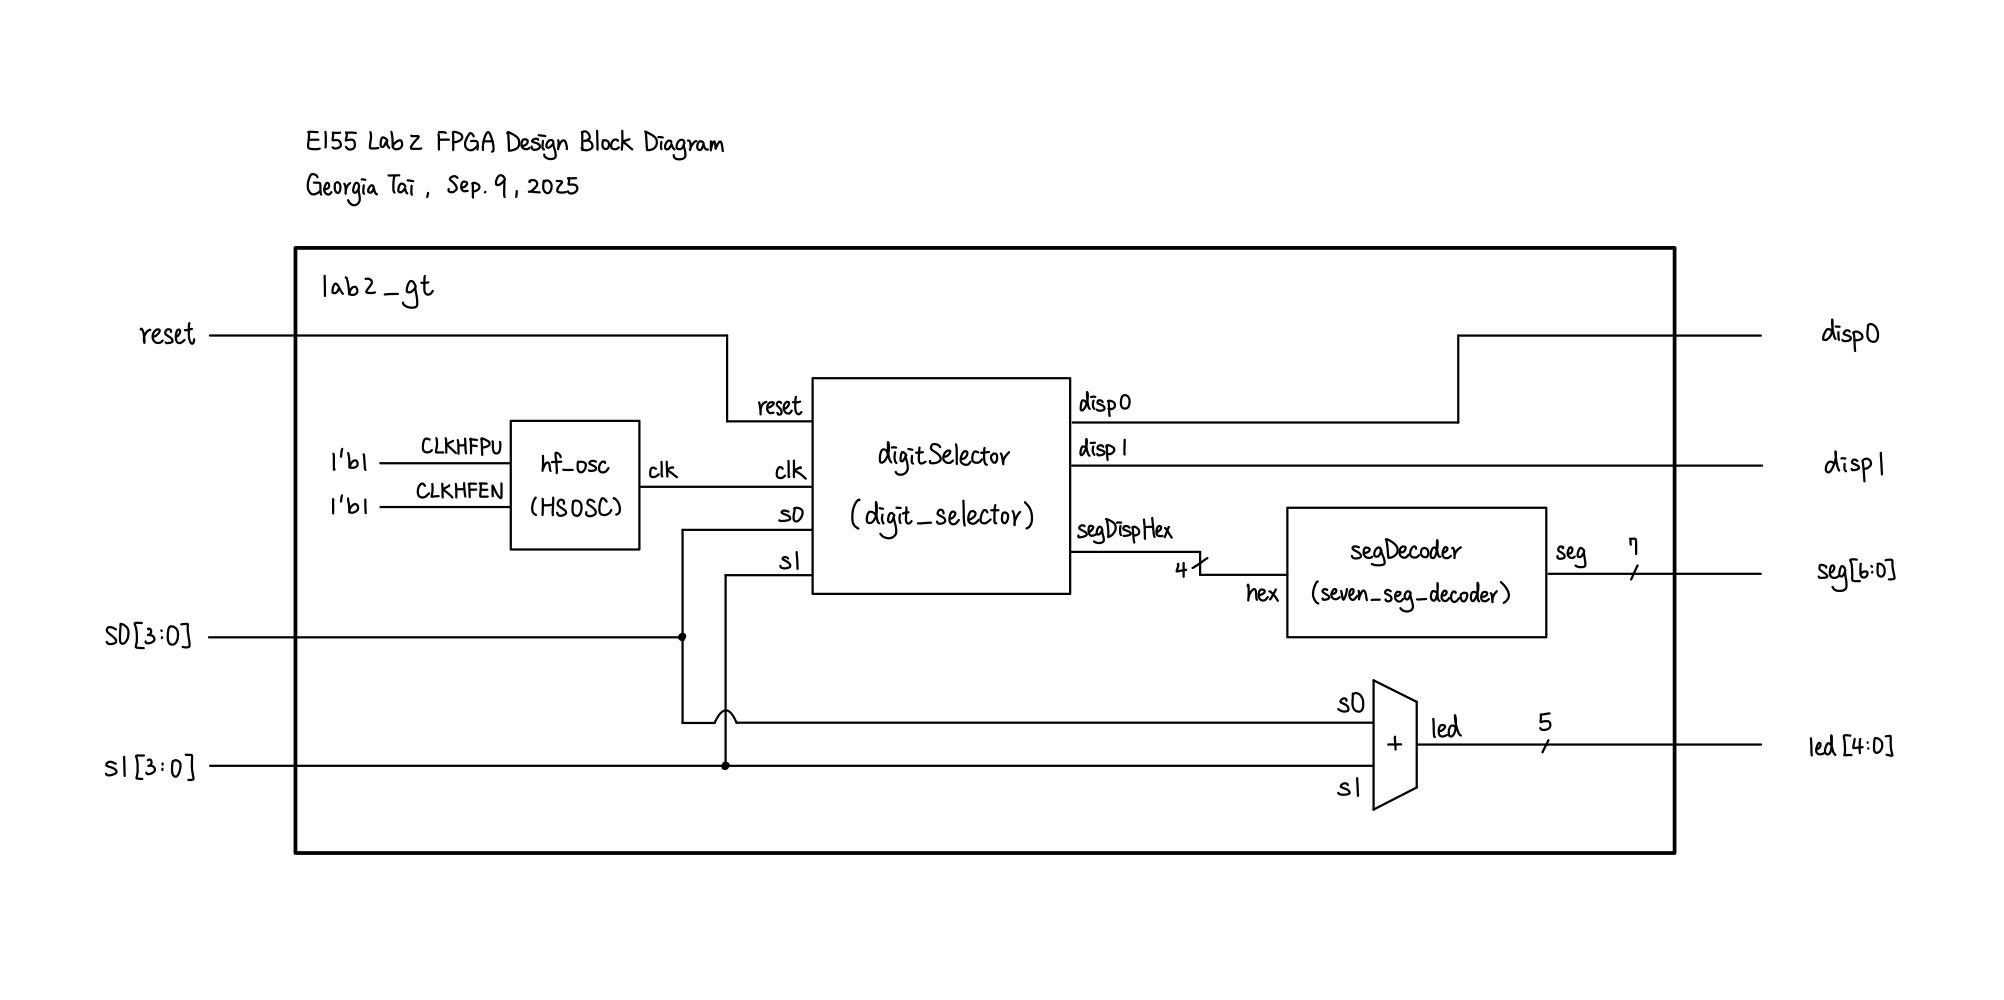 E155 Lab 2 FPGA Design Block Diagram
Georgia Tai, Sep. 9, 2025
lab2_gt
reset
disp0
reset
disp0
CLKHFPU
1'b1
hf_osc
clk
clk
digitSelector
disp1
disp1
CLKHFEN
1'b1
(HSOSC)
s0
(digit_selector)
segDispHex
s1
4
hex
segDecoder
(seven_seg_decoder)
seg
7
seg[6:0]
s0[3:0]
s0
+
led
5
led[4:0]
s1[3:0]
s1